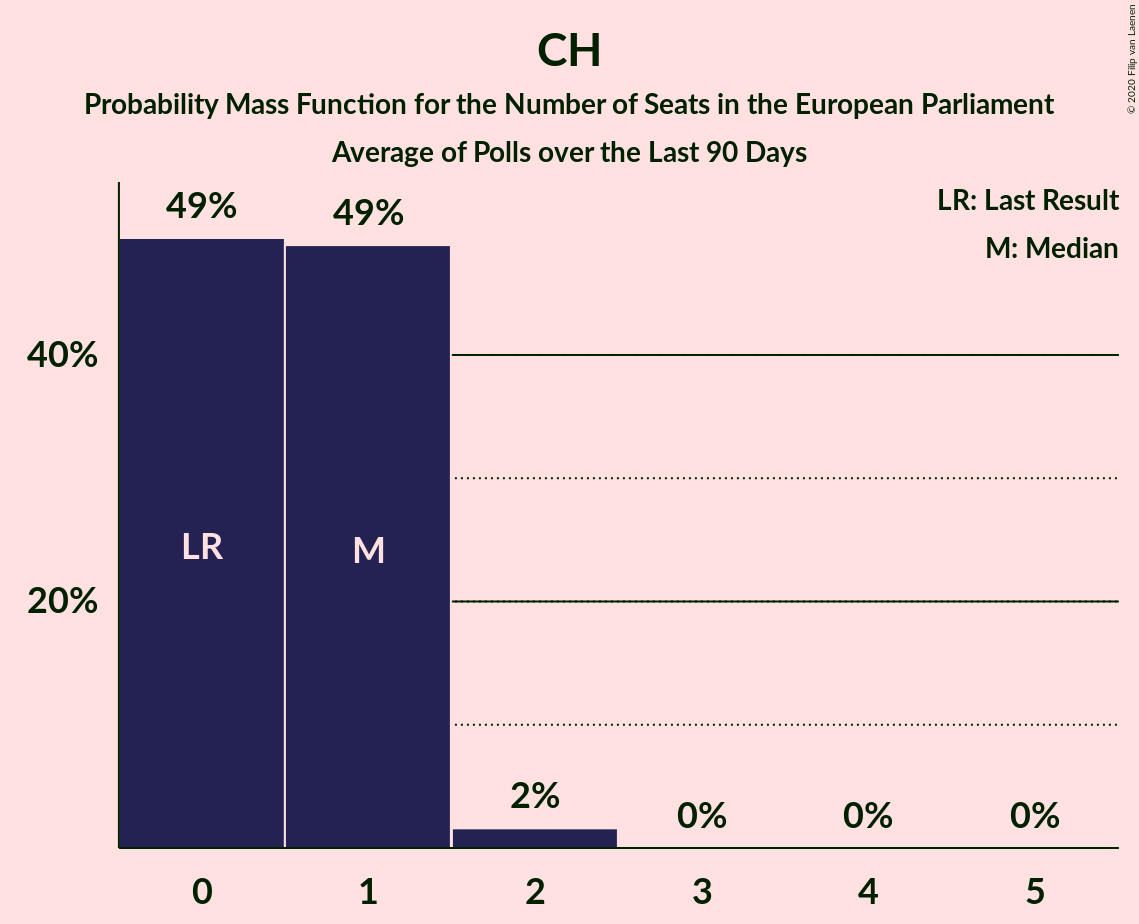 CH
Probability Mass Function for the Number of Seats in the European Parliament
Average of Polls over the Last 90 Days
© 2020 Filip van Laenen
LR: Last Result
M: Median
49%
49%
40%
LR
M
20%
2%
0%
0%
0%
0
1
2
3
4
5